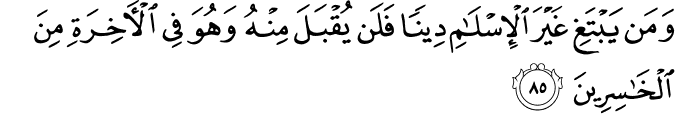 وَمَن يَبۡتَغِ غَيۡرَ ٱلۡإِسۡلَٰمِ دِينٗا فَلَن يُقۡبَلَ مِنۡهُ وَهُوَ فِي ٱلۡأٓخِرَةِ مِنَ
ٱلۡخَٰسِرِينَ ٨٥